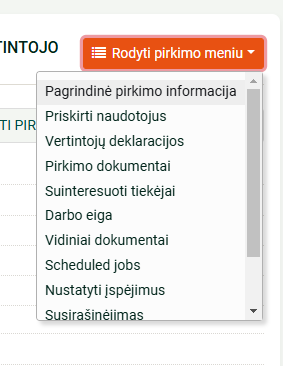 TINTOJO
Rodyti pirkimo meniu
TI PIR
Pagrindinė pirkimo informacija
Priskirti naudotojus
Vertintojų deklaracijos
Pirkimo dokumentai
Suinteresuoti tiekėjai
Darbo eiga
Vidiniai dokumentai
Scheduled jobs
Nustatyti įspėjimus
Susirašinėjimas